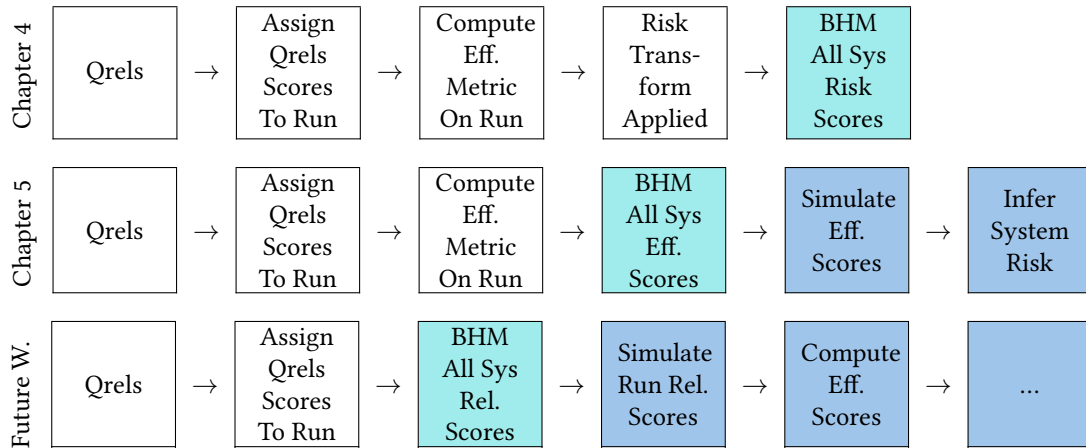 Chapter 4
Qrels
→
Assign
Qrels
Scores
To Run
→
Compute
Eff.
Metric
On Run
→
Risk
Trans-
form
Applied
→
BHM
All Sys
Risk
Scores
Chapter 5
Qrels
→
Assign
Qrels
Scores
To Run
→
Compute
Eff.
Metric
On Run
→
BHM
All Sys
Eff.
Scores
→
Simulate
Eff.
Scores
→
Infer
System
Risk
Future W.
Qrels
→
Assign
Qrels
Scores
To Run
→
BHM
All Sys
Rel.
Scores
→
Simulate
Run Rel.
Scores
→
Compute
Eff.
Scores
→
...